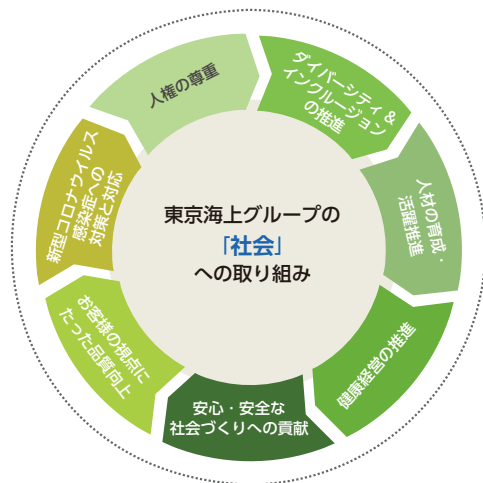 東京海上グループの
「社会」
への取り組み
人権の尊重
ダイバーシティ &
インクルージョン
の推進
人材の育成・
活躍推進
健康経営の推進
安心・安全な
社会づくりへの貢献
お客様の視点に
たった品質向上
新型コロナウイルス
感染症への
対策と対応